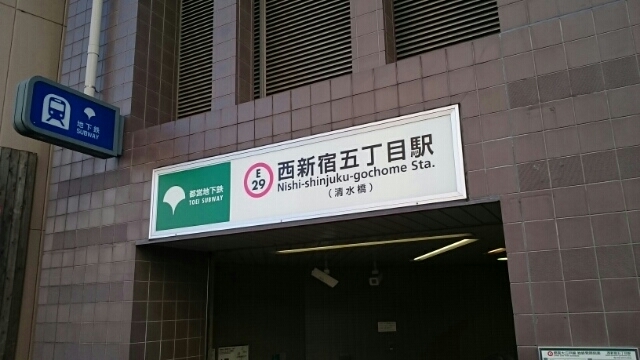 地下鉄
SUBWAY
都営地下鉄
TOEI SUBWAY
E
29
西新宿五丁目駅
Nishi-shinjuku-gochome Sta.
(清水橋)